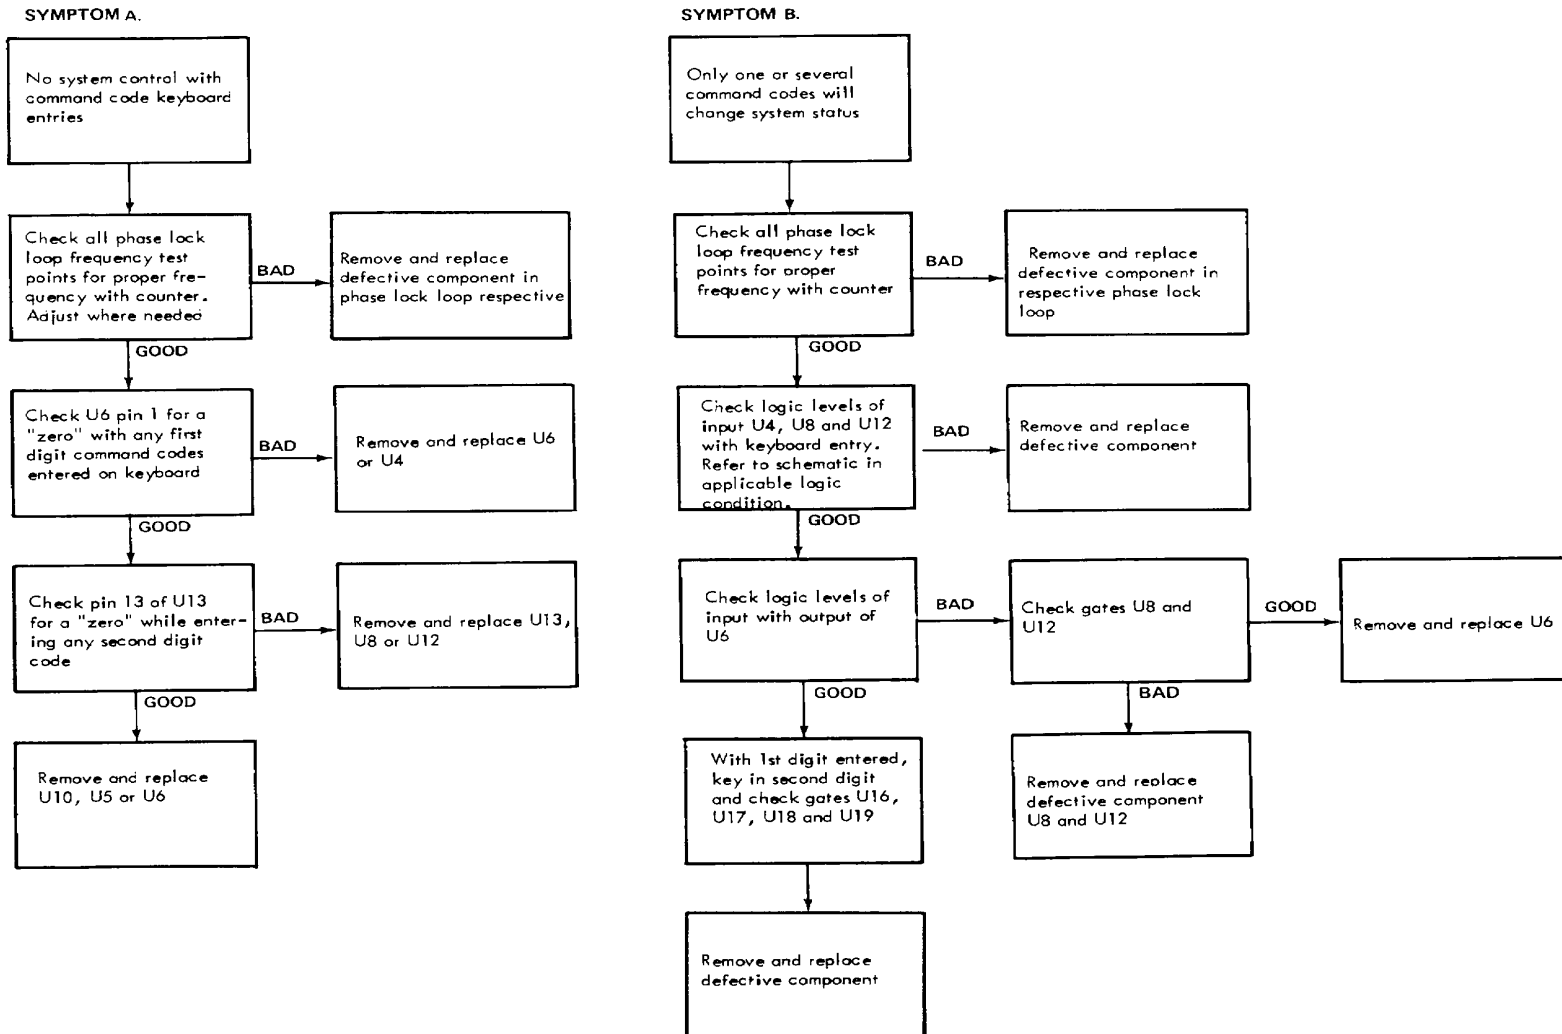 SYMPTOM A.
No system control with
command code keyboard
entries
Check all phase lock
loop frequency test
points for proper fre-
quency with counter.
Adjust where needed
BAD
Remove and replace
defective component in
phase lock loop respective
GOOD
Check U6 pin 1 for a
"zero" with any first
digit command codes
entered on keyboard
BAD
Remove and replace U6
or U4
GOOD
Check pin 13 of U13
for a "zero" while enter-
ing any second digit
code
BAD
Remove and replace U13,
U8 or U12
GOOD
Remove and replace
U10, U5 or U6
SYMPTOM B.
Only one or several
command codes will
change system status
Check all phase lock
loop frequency test
points for proper
frequency with counter
BAD
Remove and replace
defective component in
respective phase lock
loop
GOOD
Check logic levels of
input U4, U8 and U12
with keyboard entry.
Refer to schematic in
applicable logic
condition.
BAD
Remove and replace
defective component
GOOD
Check logic levels of
input with output of
U6
BAD
Check gates U8 and
U12
GOOD
Remove and replace U6
BAD
Remove and replace
defective component
U8 and U12
GOOD
With 1st digit entered,
key in second digit
and check gates U16,
U17, U18 and U19
Remove and replace
defective component